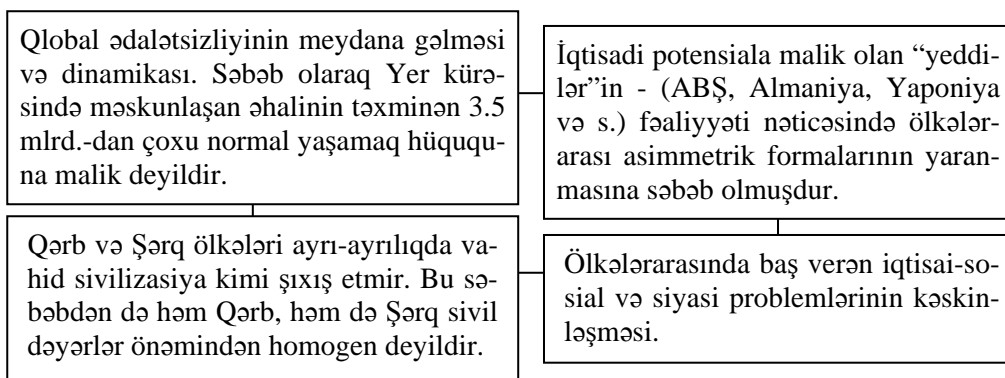 Qlobal ədalətsizliyinin meydana gəlməsi
və dinamikası. Səbəb olaraq Yer kürə-
sində məskunlaşan əhalinin təxminən 3.5
mlrd.-dan çoxu normal yaşamaq hüququ-
na malik deyildir.
İqtisadi potensiala malik olan “yeddi-
lər”in - (ABŞ, Almaniya, Yaponiya
və s.) fəaliyyəti nəticəsində ölkələr-
arası asimmetrik formalarının yaran-
masına səbəb olmuşdur.
Qərb və Şərq ölkələri ayrı-ayrılıqda va-
hid sivilizasiya kimi şıxış etmir. Bu sə-
bəbdən də həm Qərb, həm də Şərq sivil
dəyərlər önəmindən homogen deyildir.
Ölkələrarasında baş verən iqtisai-so-
sial və siyasi problemlərinin kəskin-
ləşməsi.